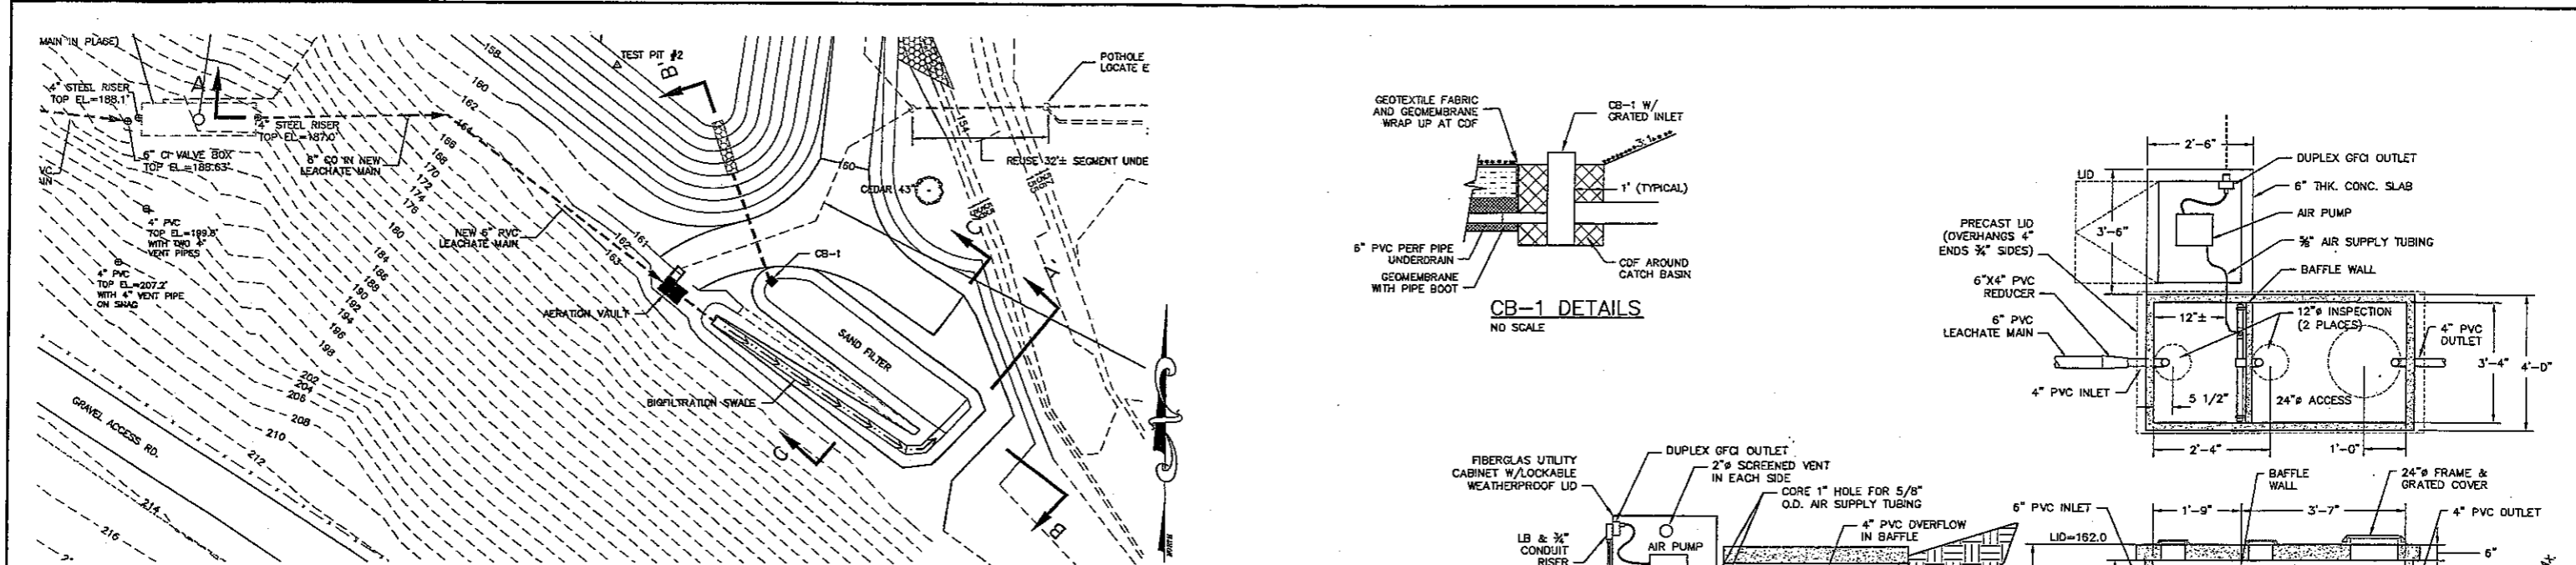 MAIN IN PLACE)
4" STEEL RISER
TOP EL.=188.1'
A
4" STEEL RISER
TOP EL=187.0'
6" CI VALVE BOX
TOP EL=188.63'
6" CO IN NEW
LEACHATE MAIN
4" PVC
TOP EL=199.8'
WITH TWO 4"
VENT PIPES
4" PVC
TOP EL=207.2'
WITH 4" VENT PIPE
ON SNAG
GRAVEL ACCESS RD.
158
160
162
164
166
168
170
172
174
176
180
184
186
188
190
192
194
196
198
202
204
206
208
210
212
214
216
TEST PIT #2
B'
NEW 6" PVC
LEACHATE MAIN
161
162
163
160
154
155
156
157
POTHOLE
LOCATE E
REUSE 32'± SEGMENT UNDE
CEDAR 43"
C'
A'
CB-1
AERATION VAULT
SAND FILTER
BIOFILTRATION SWALE
C
B
GEOTEXTILE FABRIC
AND GEOMEMBRANE
WRAP UP AT CDF
CB-1 W/
GRATED INLET
3:1
1' (TYPICAL)
6" PVC PERF PIPE
UNDERDRAIN
GEOMEMBRANE
WITH PIPE BOOT
CDF AROUND
CATCH BASIN
CB-1 DETAILS
NO SCALE
2'-6"
DUPLEX GFCI OUTLET
LID
6" THK. CONC. SLAB
AIR PUMP
3'-6"
PRECAST LID
(OVERHANGS 4"
ENDS ¾" SIDES)
⅝" AIR SUPPLY TUBING
BAFFLE WALL
6"X4" PVC
REDUCER
6" PVC
LEACHATE MAIN
12"±
12"ø INSPECTION
(2 PLACES)
4" PVC
OUTLET
3'-4"
4'-0"
4" PVC INLET
5 1/2"
24"ø ACCESS
2'-4"
1'-0"
FIBERGLAS UTILITY
CABINET W/LOCKABLE
WEATHERPROOF LID
DUPLEX GFCI OUTLET
2"ø SCREENED VENT
IN EACH SIDE
CORE 1" HOLE FOR 5/8"
O.D. AIR SUPPLY TUBING
4" PVC OVERFLOW
IN BAFFLE
LB & ¾"
CONDUIT
RISER
AIR PUMP
BAFFLE
WALL
24"ø FRAME &
GRATED COVER
6" PVC INLET
1'-9"
3'-7"
4" PVC OUTLET
LID=162.0
6"